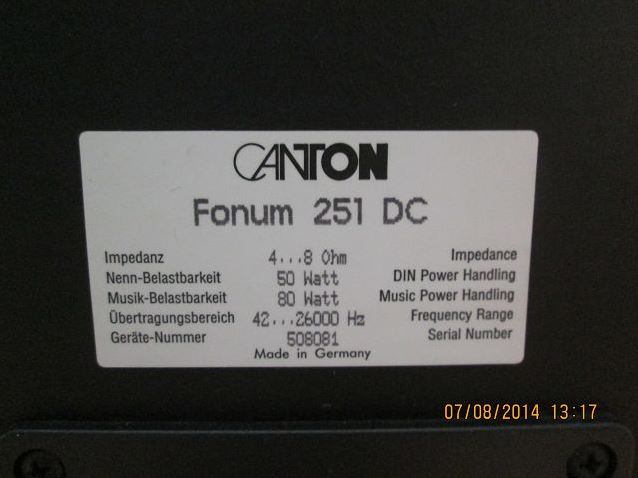 CANTON
Fonum 251 DC
Impedanz 4...8 Ohm Impedance
Nenn-Belastbarkeit 50 Watt DIN Power Handling
Musik-Belastbarkeit 80 Watt Music Power Handling
Übertragungsbereich 42...26000 Hz Frequency Range
Geräte-Nummer 508081 Serial Number
Made in Germany
07/08/2014 13:17